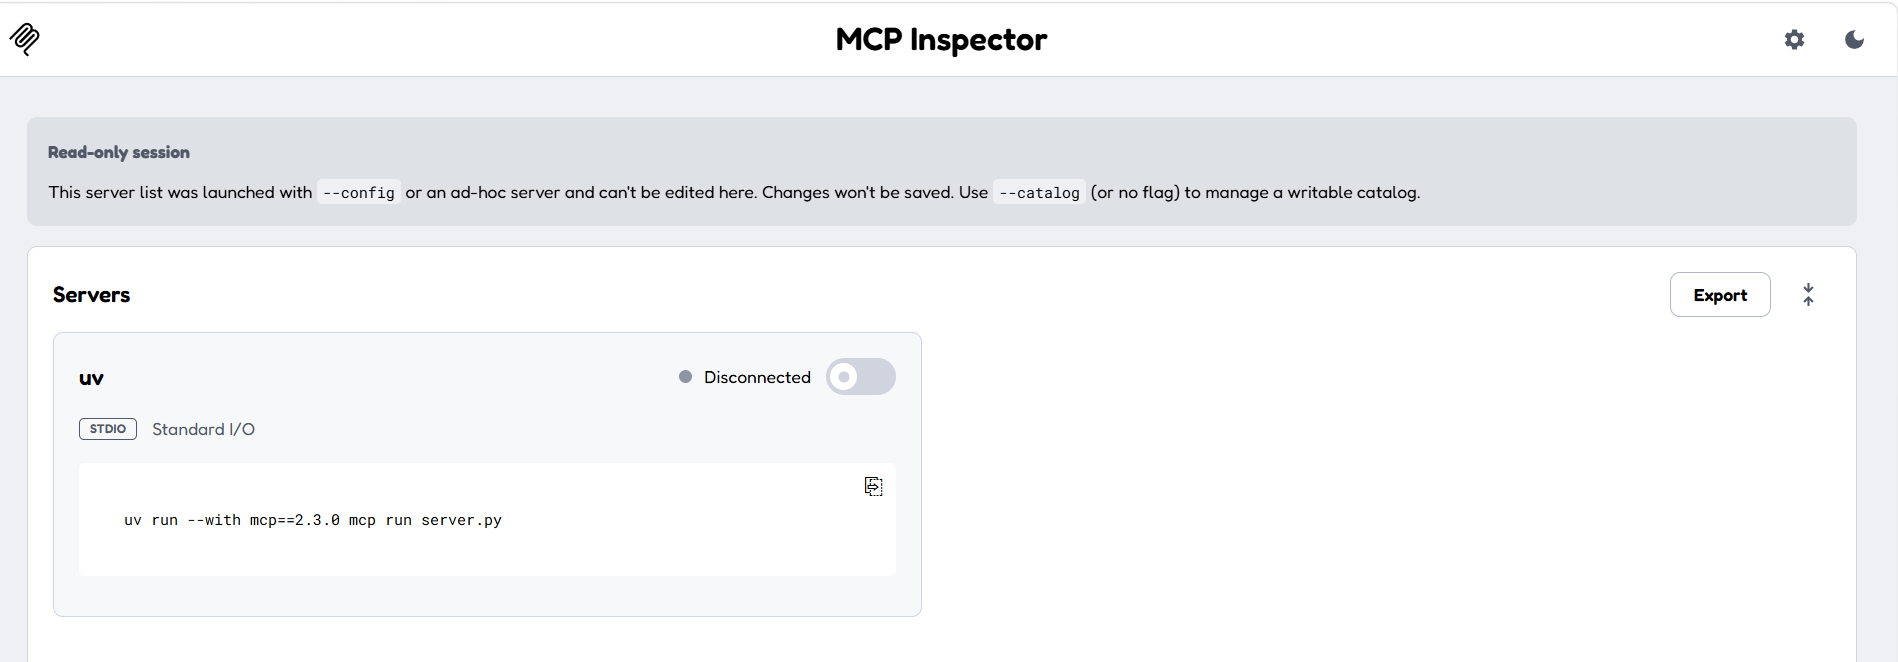 MCP Inspector
Read-only session
This server list was launched with --config or an ad-hoc server and can't be edited here. Changes won't be saved. Use --catalog (or no flag) to manage a writable catalog.
Servers
Export
uv
Disconnected
STDIO Standard I/O
uv run --with mcp==2.3.0 mcp run server.py